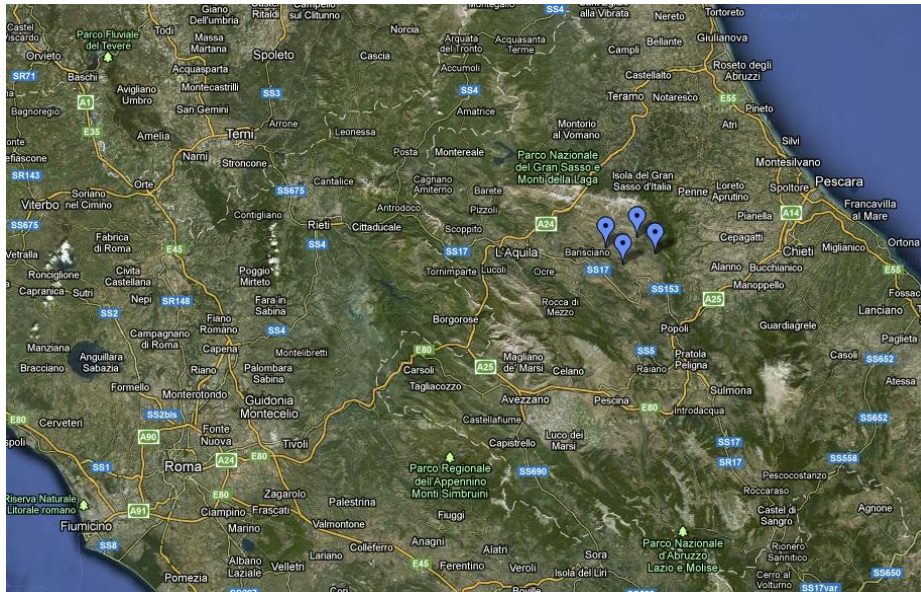 Castel
Viscardo
Todi
Giano
Dell'umbria
Castel
Ritaldi
Campello
sul Clitunno
Norcia
Montegallo
SS4
alla Vibrata
Nereto
Tortoreto
Orvieto
Parco Fluviale
del Tevere
Massa
Martana
Spoleto
Cascia
Arquata
del Tronto
Acquasanta
Terme
Campli
Bellante
Giulianova
SR71
Baschi
Acquasparta
Accumoli
Castellalto
Roseto degli
Abruzzi
Bagnoregio
A1
Avigliano
Umbro
Montecastrilli
San Gemini
SS3
SS4
Amatrice
Teramo
Notaresco
E55
Pineto
E35
Amelia
Terni
Arrone
Leonessa
Montorio
al Vomano
Atri
Silvi
Narni
Stroncone
Posta
Montereale
Parco Nazionale
del Gran Sasso e
Monti della Laga
Isola del Gran
Sasso d'Italia
Montesilvano
SR143
Orte
SS675
Cantalice
Cagnano
Amiterno
Barete
Penne
Loreto
Aprutino
Spoltore
Pescara
Viterbo
Soriano
nel Cimino
Contigliano
Rieti
Antrodoco
Pizzoli
A24
Pianella
A14
Francavilla
al Mare
SS675
Fabrica
di Roma
E45
SS4
Cittaducale
Scoppito
SS17
L'Aquila
Barisciano
Cepagatti
Chieti
Miglianico
Ortona
Vetralla
Ronciglione
Civita
Castellana
Poggio
Mirteto
Tornimparte
Lucoli
Ocre
SS17
Alanno
Bucchianico
E55
Capranica
Sutri
Nepi
SR148
Fara in
Sabina
SS153
Manoppello
Fossac
SS2
Fiano
Romano
Rocca di
Mezzo
A25
Lanciano
Campagnano
di Roma
SS4
Borgorose
Popoli
Guardiagrele
Manziana
Anguillara
Sabazia
Capena
Montelibretti
E80
SS5
Pratola
Peligna
Paglieta
Bracciano
Riano
Palombara
Sabina
Carsoli
A25
Magliano
de' Marsi
Celano
Raiano
Casoli
SS652
Formello
Monterotondo
Guidonia
Montecelio
Tagliacozzo
Avezzano
Pescina
Sulmona
Atessa
E80
Cerveteri
SS2bis
Fonte
Nuova
Castellafiume
E80
Introdacqua
SS652
A90
Tivoli
Capistrello
Luco dei
Marsi
SS17
SS1
Roma
A24
E80
Parco Regionale
dell'Appennino
Monti Simbruini
SS690
SR17
SS558
Pescocostanzo
Riserva Naturale
Litorale romano
E80
Zagarolo
Palestrina
Roccaraso
Fiumicino
A91
Ciampino
Frascati
Fiuggi
Castel di
Sangro
Agnone
SS8
Marino
Valmontone
Parco Nazionale
d'Abruzzo
Lazio e Molise
Albano
Laziale
Lariano
Colleferro
Anagni
Alatri
Sora
Rionero
Sannitico
Pomezia
Velletri
E45
Ferentino
Veroli
Isola del Liri
Cerro al
Volturno
SS650
SS17var